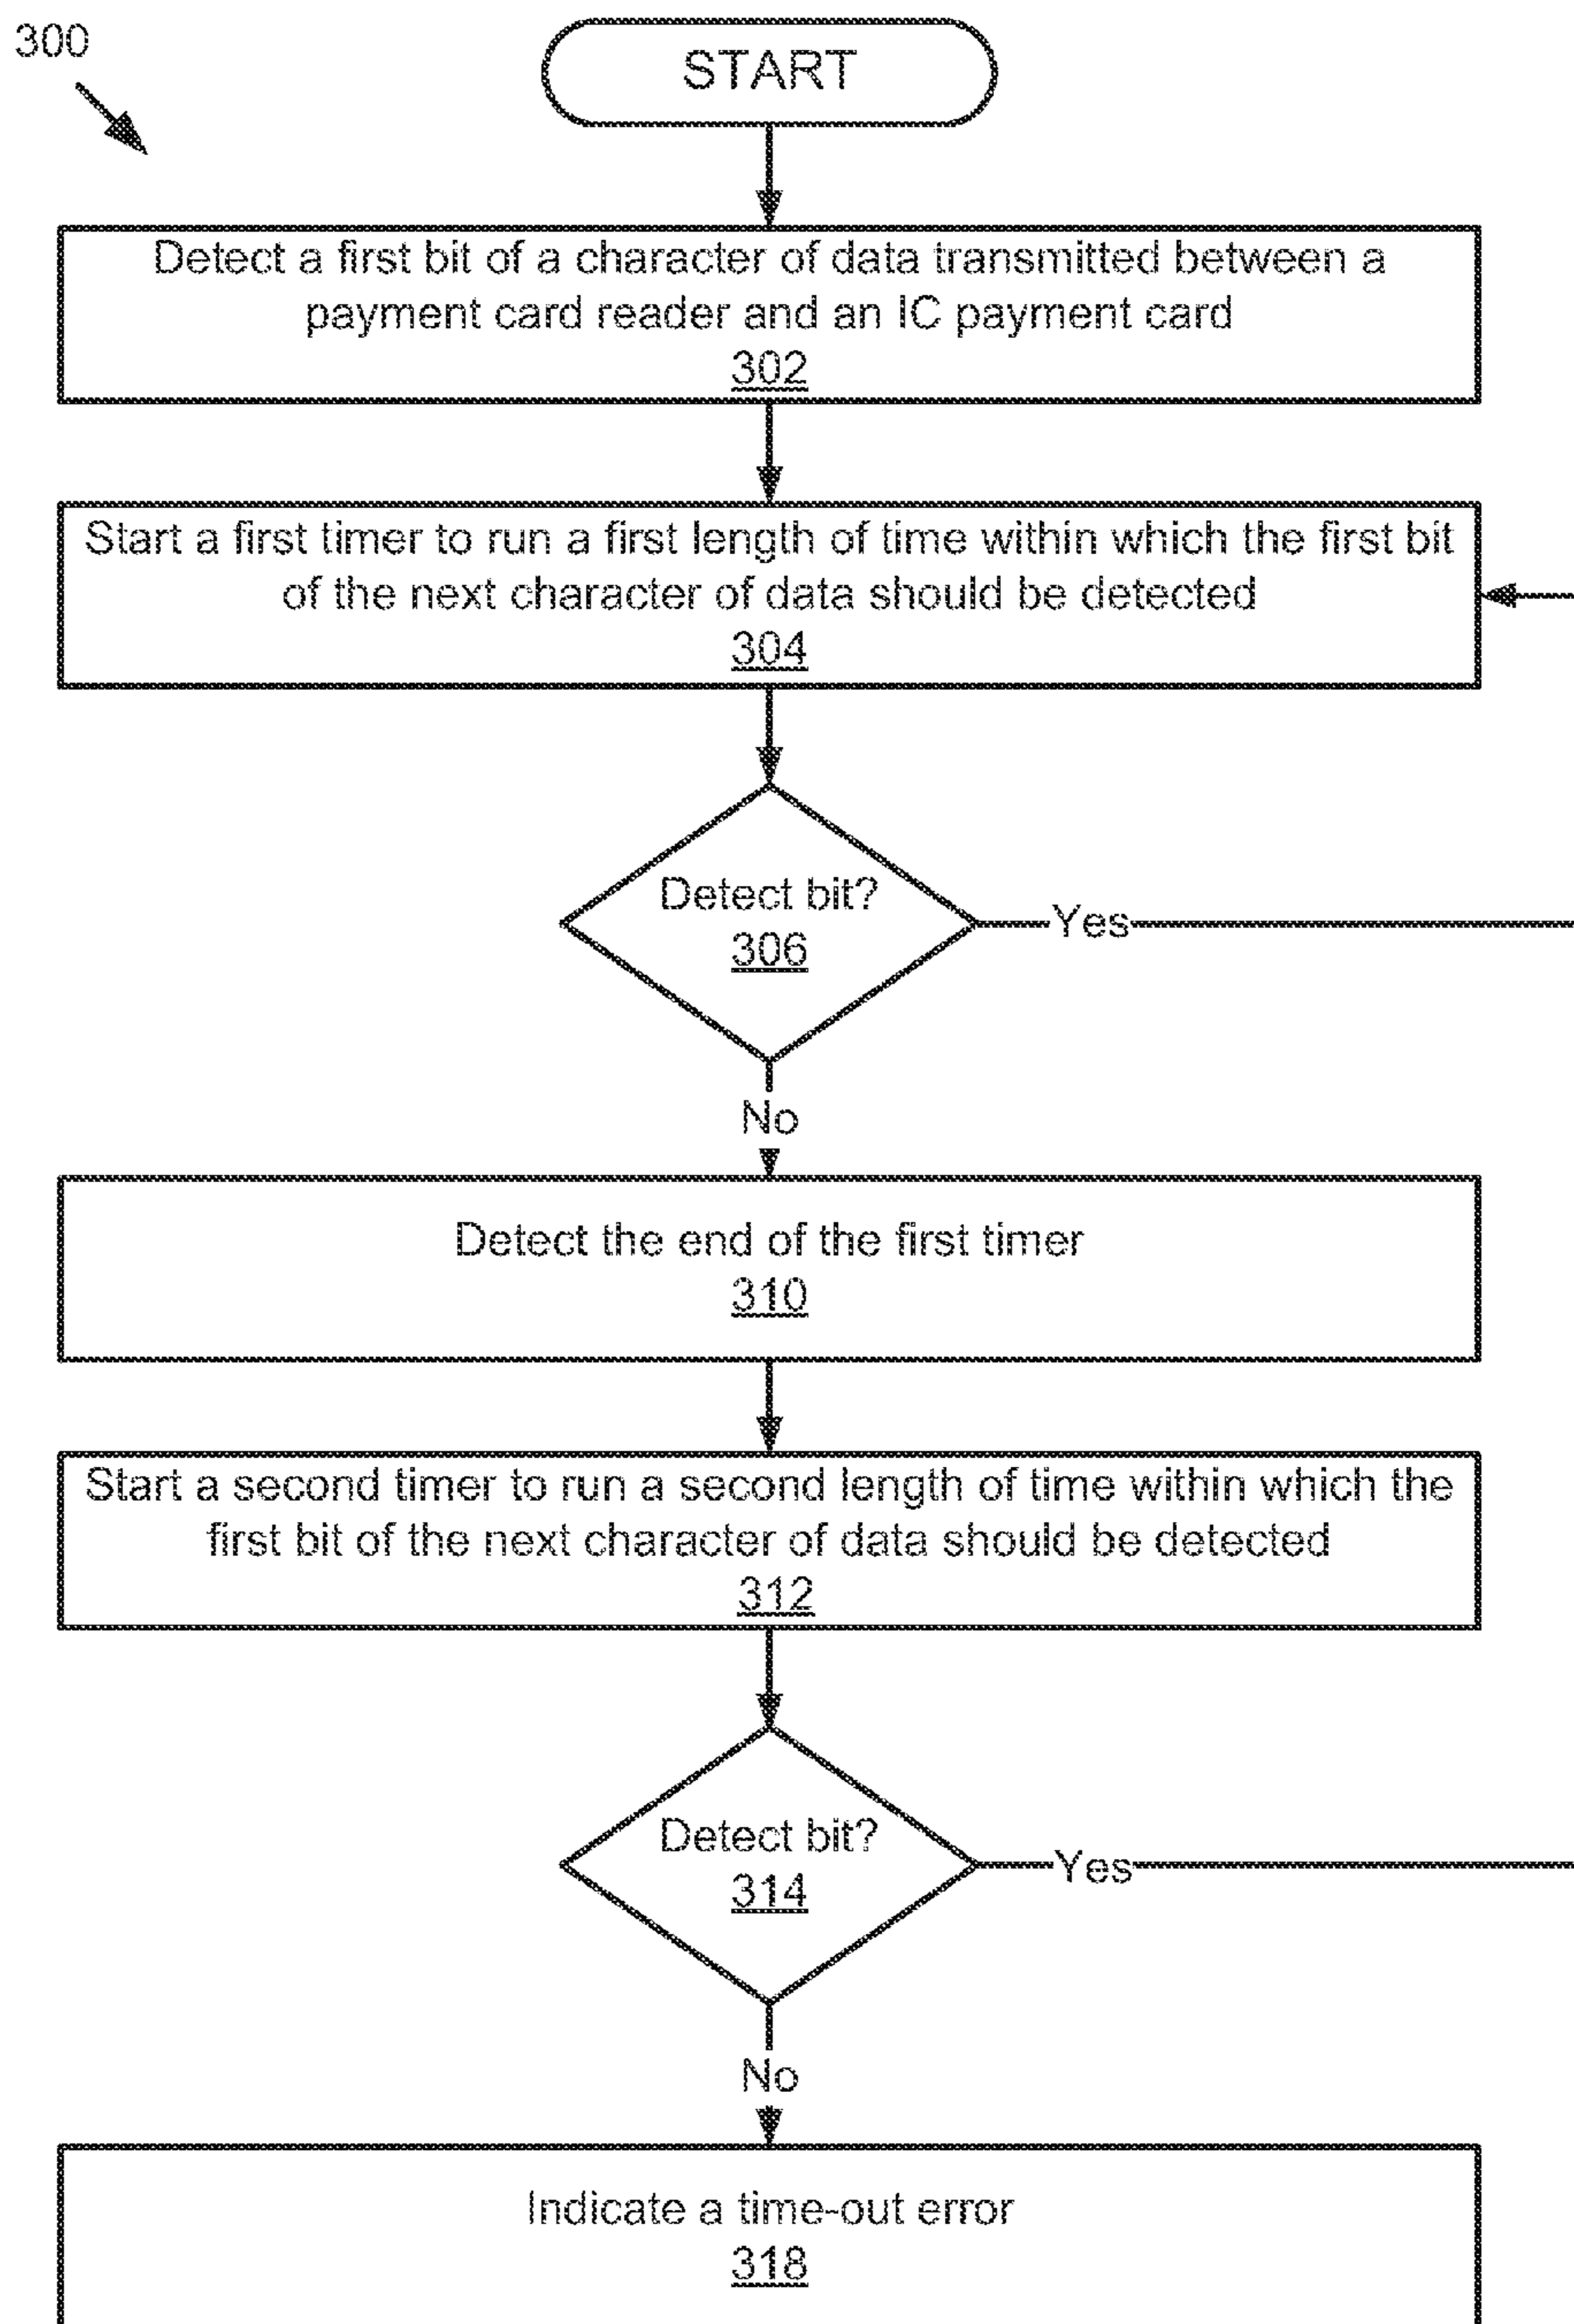 300
START
Detect a first bit of a character of data transmitted between a
payment card reader and an IC payment card
302
Start a first timer to run a first length of time within which the first bit
of the next character of data should be detected
304
Detect bit?
306
Yes
No
Detect the end of the first timer
310
Start a second timer to run a second length of time within which the
first bit of the next character of data should be detected
312
Detect bit?
314
Yes
No
Indicate a time-out error
318